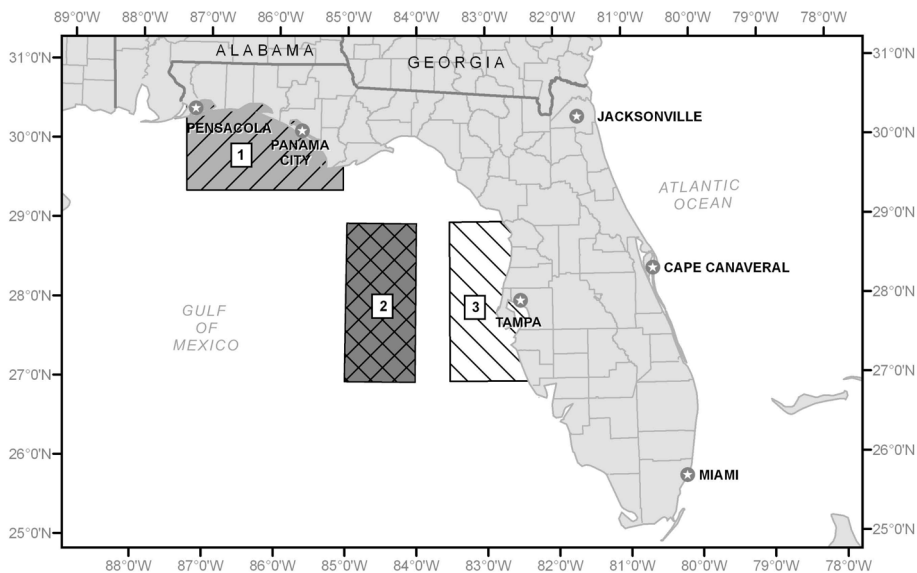 89°0'W 88°0'W 87°0'W 86°0'W 85°0'W 84°0'W 83°0'W 82°0'W 81°0'W 80°0'W 79°0'W 78°0'W
31°0'N
31°0'N
ALABAMA
GEORGIA
PENSACOLA
PANAMA
CITY
JACKSONVILLE
30°0'N
30°0'N
1
ATLANTIC
OCEAN
29°0'N
29°0'N
CAPE CANAVERAL
28°0'N
28°0'N
GULF
OF
MEXICO
2
3
TAMPA
27°0'N
27°0'N
26°0'N
26°0'N
MIAMI
25°0'N
25°0'N
88°0'W 87°0'W 86°0'W 85°0'W 84°0'W 83°0'W 82°0'W 81°0'W 80°0'W 79°0'W 78°0'W